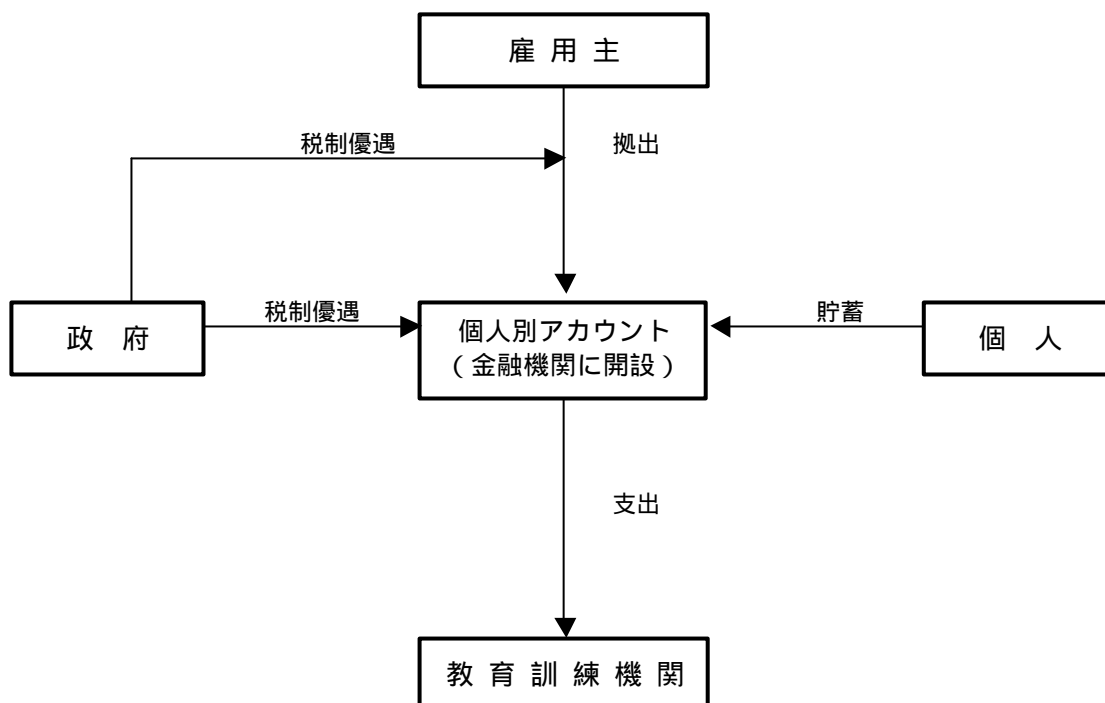 雇用主
税制優遇
拠出
政府
税制優遇
個人別アカウント
（金融機関に開設）
貯蓄
個人
支出
教育訓練機関